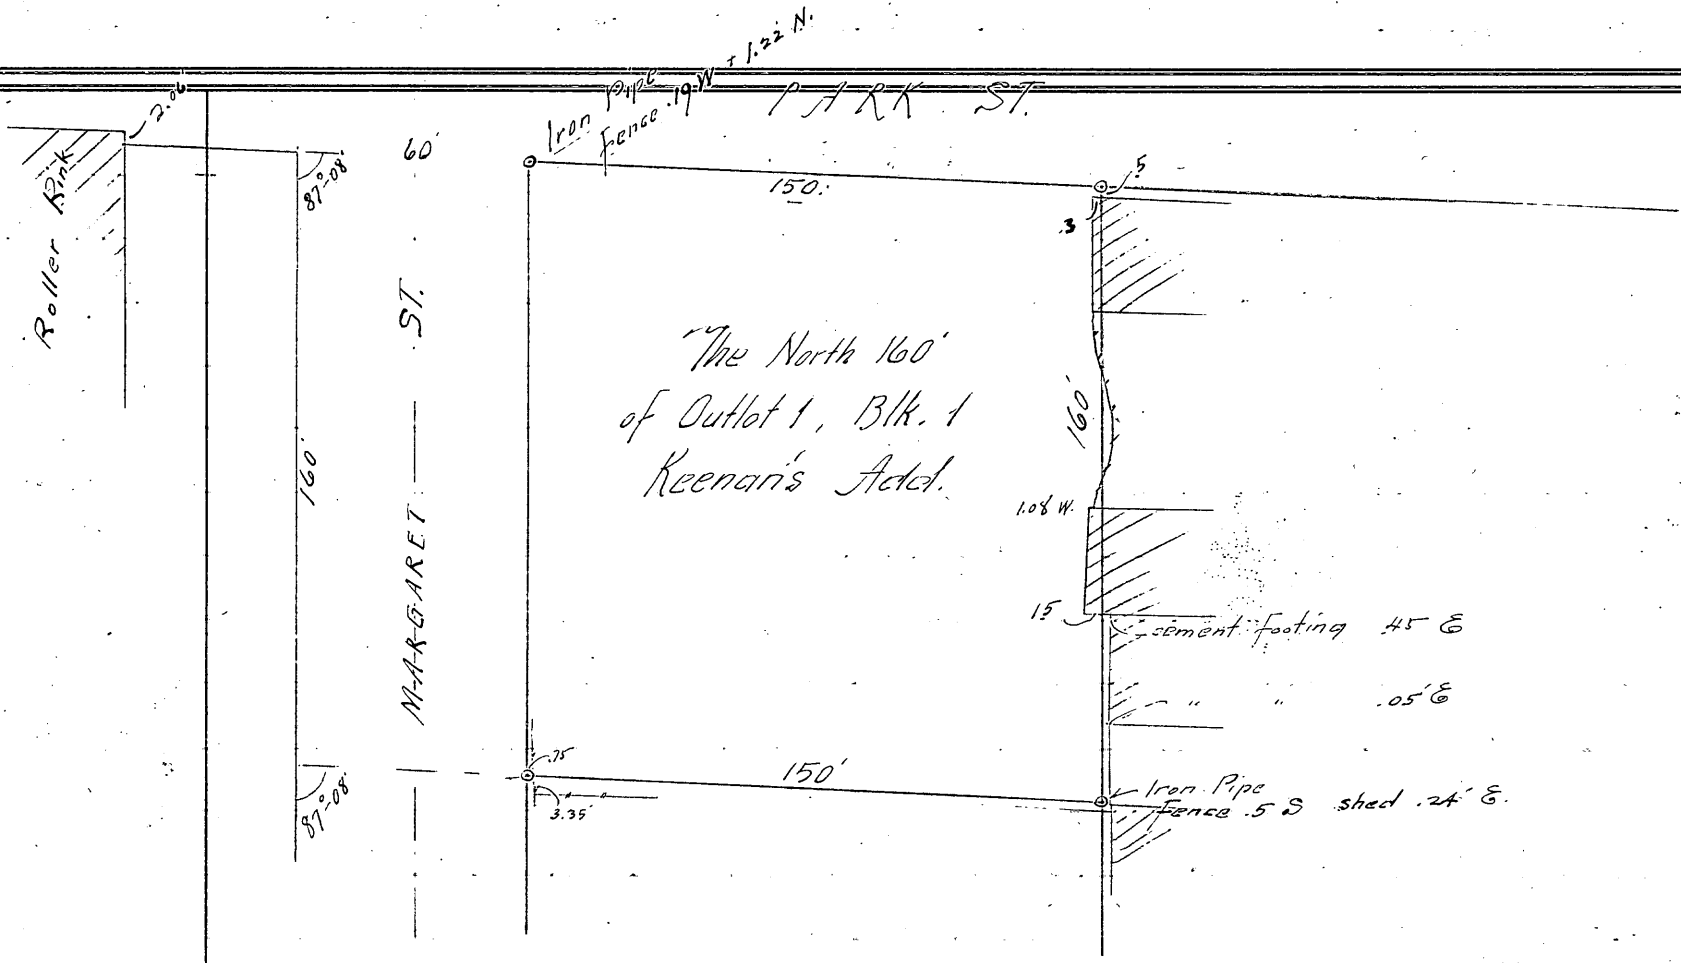 Iron Pipe
Fence .19 W + 1.22 N.
PARK ST.
2.06
Roller Rink
87°-08'
60'
150.
.5
.3
MARGARET ST.
160'
The North 160'
of Outlot 1, Blk. 1
Keenan's Add.
160'
1.08 W.
15
cement footing .45 E
" " .05' E
87°-08'
.75
3.35'
150'
Iron Pipe
Fence .5 S shed .24' E.